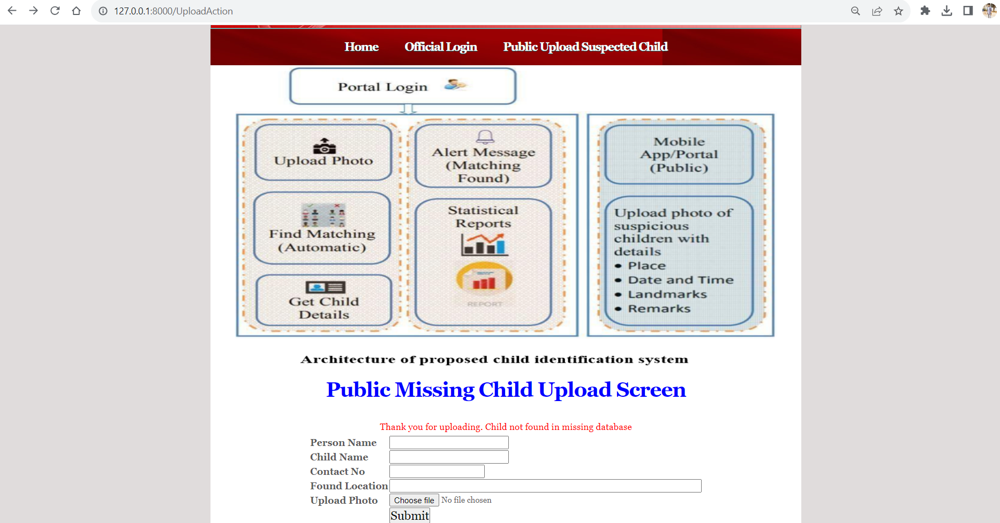 127.0.0.1:8000/UploadAction
Home Official Login Public Upload Suspected Child
Portal Login
Upload Photo
Find Matching
(Automatic)
Get Child
Details
Alert Message
(Matching
Found)
Statistical
Reports
REPORT
Mobile
App/Portal
(Public)
Upload photo of
suspicious
children with
details
• Place
• Date and Time
• Landmarks
• Remarks
Architecture of proposed child identification system
Public Missing Child Upload Screen
Thank you for uploading. Child not found in missing database
Person Name
Child Name
Contact No
Found Location
Upload Photo Choose file No file chosen
Submit